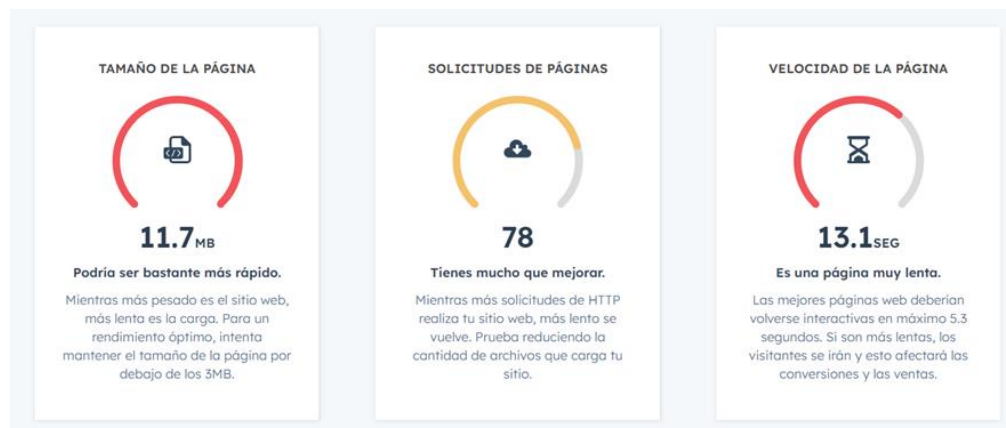 TAMAÑO DE LA PÁGINA
11.7MB
Podría ser bastante más rápido.
Mientras más pesado es el sitio web,
más lenta es la carga. Para un
rendimiento óptimo, intenta
mantener el tamaño de la página por
debajo de los 3MB.
SOLICITUDES DE PÁGINAS
78
Tienes mucho que mejorar.
Mientras más solicitudes de HTTP
realiza tu sitio web, más lento se
vuelve. Prueba reduciendo la
cantidad de archivos que carga tu
sitio.
VELOCIDAD DE LA PÁGINA
13.1SEG
Es una página muy lenta.
Las mejores páginas web deberían
volverse interactivas en máximo 5.3
segundos. Si son más lentas, los
visitantes se irán y esto afectará las
conversiones y las ventas.